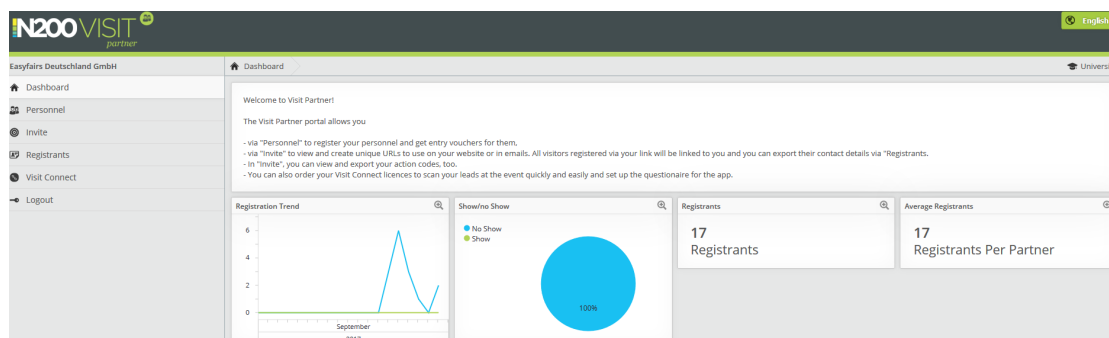 N200 VISIT
partner
English
Easyfairs Deutschland GmbH
Dashboard
Dashboard
Personnel
Invite
Registrants
Visit Connect
Logout
Welcome to Visit Partner!
The Visit Partner portal allows you
- via "Personnel" to register your personnel and get entry vouchers for them.
- via "Invite" to view and create unique URLs to use on your website or in emails. All visitors registered via your link will be linked to you and you can export their contact details via "Registrants.
- In "Invite", you can view and export your action codes, too.
- You can also order your Visit Connect licences to scan your leads at the event quickly and easily and set up the questionaire for the app.
Registration Trend
6
4
2
0
September
Show/no Show
No Show
Show
100%
Registrants
17
Registrants
Average Registrants
17
Registrants Per Partner